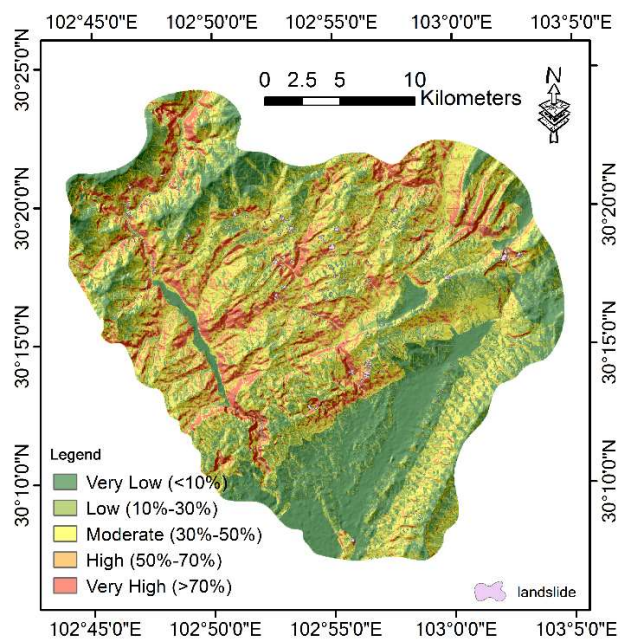 102°45'0"E 102°50'0"E 102°55'0"E 103°0'0"E 103°5'0"E
30°25'0"N
0 2.5 5 10
Kilometers
N
30°20'0"N 30°20'0"N
30°15'0"N 30°15'0"N
30°10'0"N 30°10'0"N
Legend
Very Low (<10%)
Low (10%-30%)
Moderate (30%-50%)
High (50%-70%)
Very High (>70%)
landslide
102°45'0"E 102°50'0"E 102°55'0"E 103°0'0"E 103°5'0"E